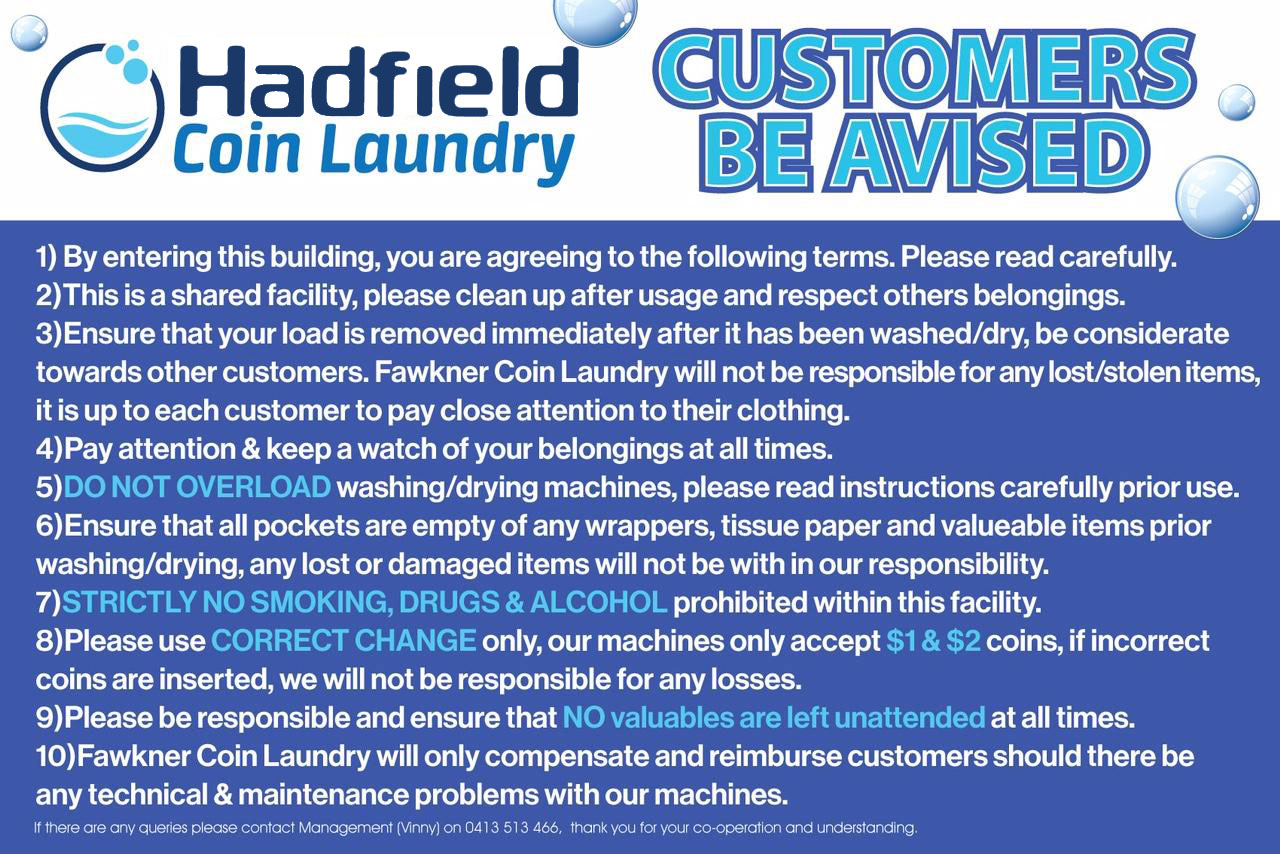 Hadfield
Coin Laundry
CUSTOMERS
BE AVISED
1) By entering this building, you are agreeing to the following terms. Please read carefully.
2)This is a shared facility, please clean up after usage and respect others belongings.
3)Ensure that your load is removed immediately after it has been washed/dry, be considerate
towards other customers. Fawkner Coin Laundry will not be responsible for any lost/stolen items,
it is up to each customer to pay close attention to their clothing.
4)Pay attention & keep a watch of your belongings at all times.
5)DO NOT OVERLOAD washing/drying machines, please read instructions carefully prior use.
6)Ensure that all pockets are empty of any wrappers, tissue paper and valueable items prior
washing/drying, any lost or damaged items will not be with in our responsibility.
7)STRICTLY NO SMOKING, DRUGS & ALCOHOL prohibited within this facility.
8)Please use CORRECT CHANGE only, our machines only accept $1 & $2 coins, if incorrect
coins are inserted, we will not be responsible for any losses.
9)Please be responsible and ensure that NO valuables are left unattended at all times.
10)Fawkner Coin Laundry will only compensate and reimburse customers should there be
any technical & maintenance problems with our machines.
If there are any queries please contact Management (Vinny) on 0413 513 466, thank you for your co-operation and understanding.